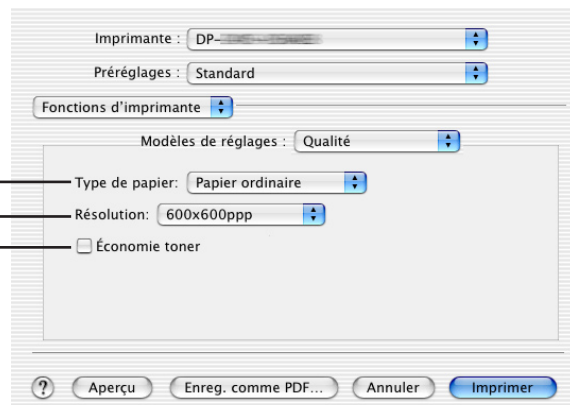 Imprimante : DP-
Préréglages : Standard
Fonctions d'imprimante
Modèles de réglages : Qualité
Type de papier: Papier ordinaire
Résolution: 600x600ppp
Économie toner
? Aperçu Enreg. comme PDF... Annuler Imprimer